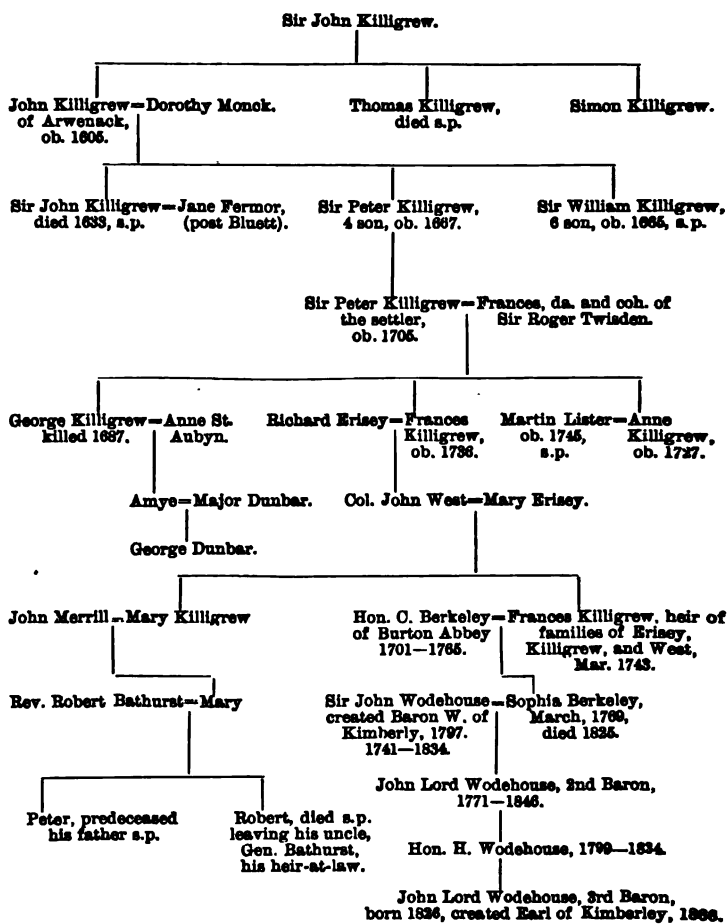 Sir John Killigrew.
John Killigrew=Dorothy Monck.
of Arwenack,
ob. 1605.
Thomas Killigrew,
died s.p.
Simon Killigrew.
Sir John Killigrew=Jane Fermor,
died 1633, s.p. (post Bluett).
Sir Peter Killigrew,
4 son, ob. 1667.
Sir William Killigrew,
6 son, ob. 1665, s.p.
Sir Peter Killigrew=Frances, da. and coh. of
the settler, Sir Roger Twisden.
ob. 1705.
George Killigrew=Anne St.
killed 1687. Aubyn.
Richard Erisey=Frances
Killigrew,
ob. 1736.
Martin Lister=Anne
ob. 1745, Killigrew,
s.p. ob. 1727.
Amye=Major Dunbar.
Col. John West=Mary Erisey.
George Dunbar.
John Merrill=Mary Killigrew
Hon. C. Berkeley=Frances Killigrew, heir of
of Burton Abbey families of Erisey,
1701—1765. Killigrew, and West,
Mar. 1743.
Rev. Robert Bathurst=Mary
Sir John Wodehouse=Sophia Berkeley,
created Baron W. of March, 1769,
Kimberly, 1797. died 1825.
1741—1834.
Peter, predeceased
his father s.p.
Robert, died s.p.
leaving his uncle,
Gen. Bathurst,
his heir-at-law.
John Lord Wodehouse, 2nd Baron,
1771—1846.
Hon. H. Wodehouse, 1799—1834.
John Lord Wodehouse, 3rd Baron,
born 1826, created Earl of Kimberley, 1866.